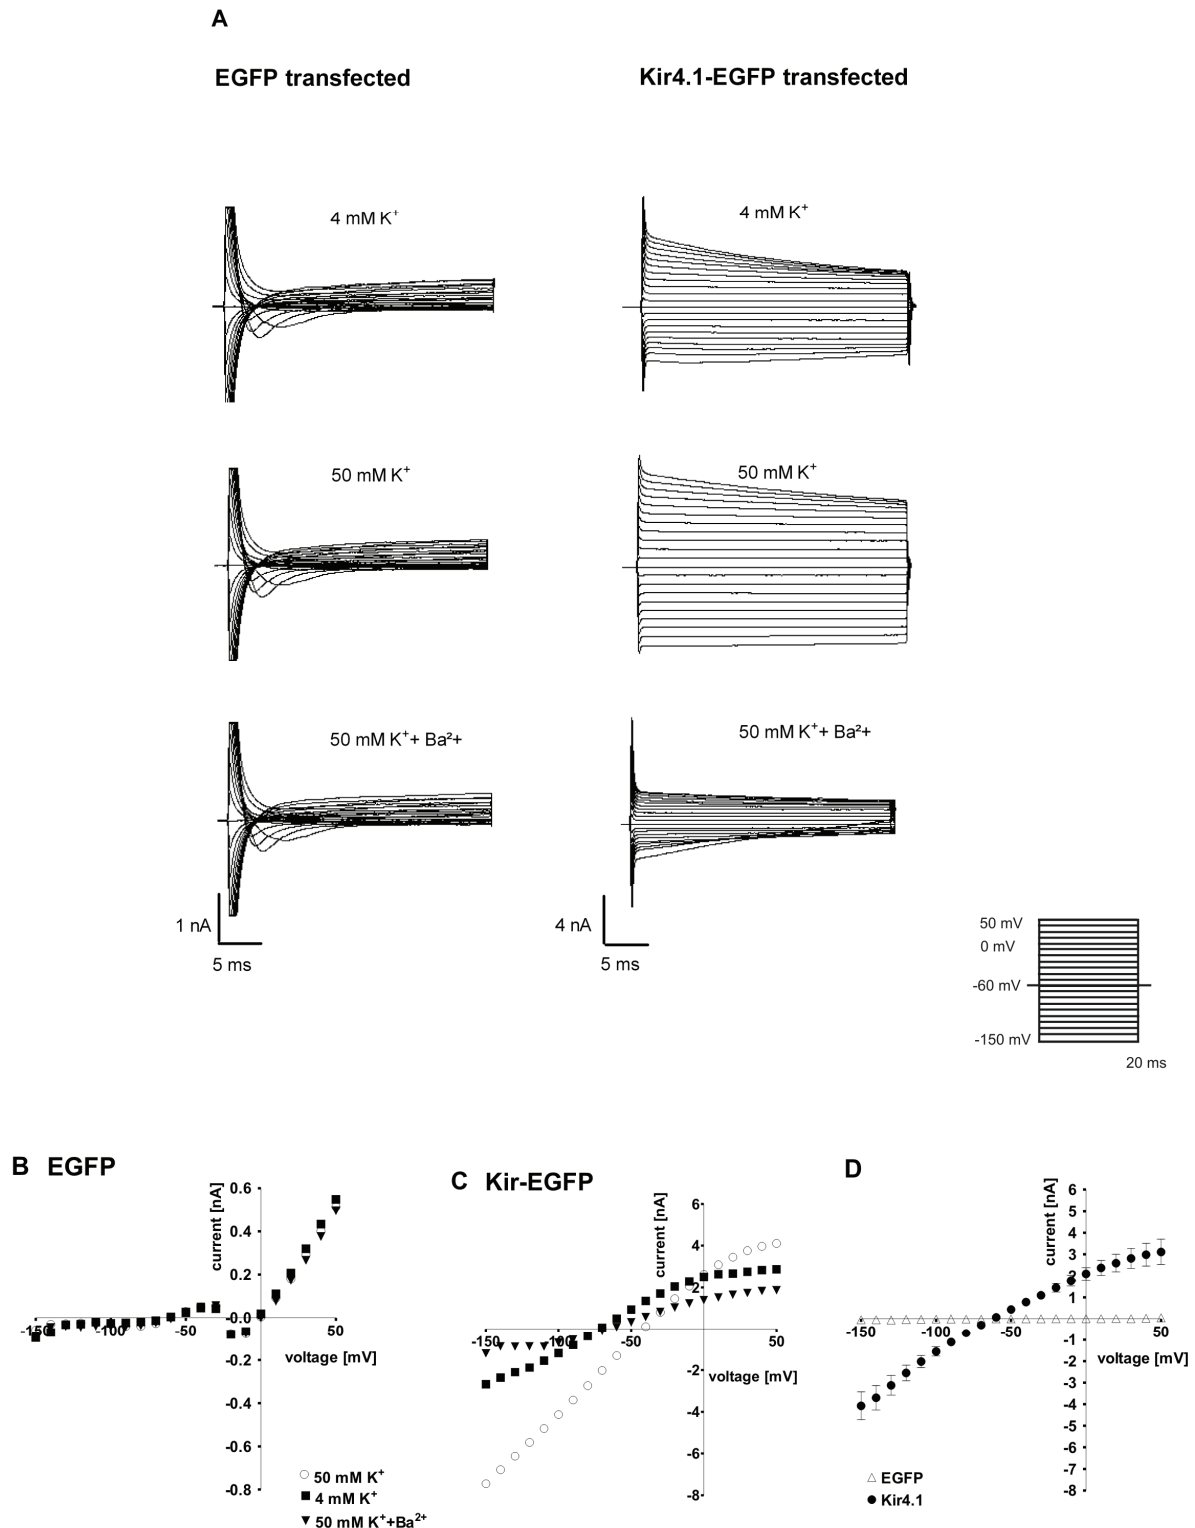 A
EGFP transfected
Kir4.1-EGFP transfected
4 mM K+
4 mM K+
50 mM K+
50 mM K+
50 mM K++ Ba²+
50 mM K++ Ba²+
1 nA
5 ms
4 nA
5 ms
50 mV
0 mV
-60 mV
-150 mV
20 ms
B EGFP
current [nA]
0.6
0.4
0.2
-0.0
-0.2
-0.4
-0.6
-0.8
-150
-100
-50
50
voltage [mV]
50 mM K+
4 mM K+
50 mM K++Ba2+
C Kir-EGFP
current [nA]
6
4
2
-2
-4
-6
-8
-150
-100
-50
50
voltage [mV]
D
current [nA]
6
5
4
3
2
1
-1
-2
-3
-4
-5
-6
-7
-8
-150
-100
-50
50
voltage [mV]
EGFP
Kir4.1